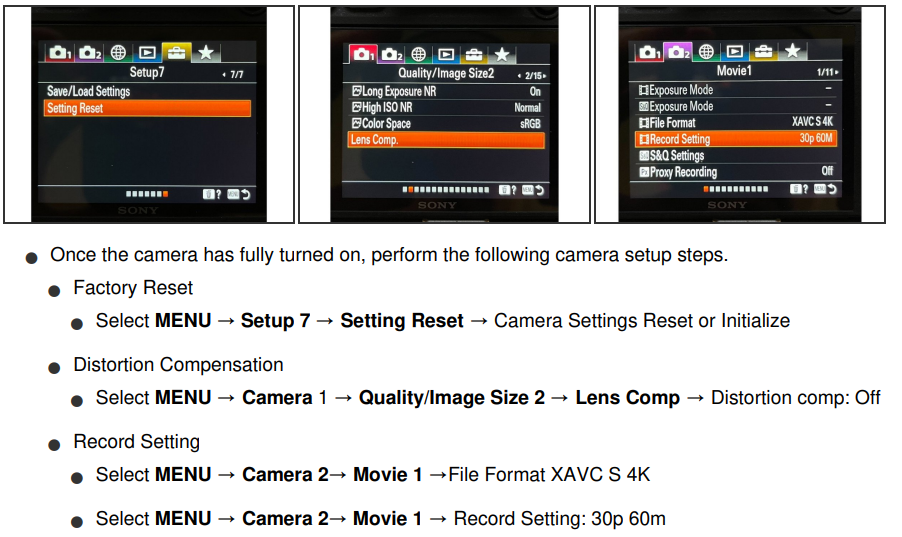 1
2
Setup7
7/7
Save/Load Settings
Setting Reset
?
MENU
SONY
1
2
Quality/Image Size2
2/15
Long Exposure NR On
High ISO NR Normal
Color Space sRGB
Lens Comp.
?
MENU
SONY
1
2
Movie1
1/11
Exposure Mode –
Exposure Mode –
File Format XAVC S 4K
Record Setting 30p 60M
S&Q Settings
Px Proxy Recording Off
?
MENU
SONY
● Once the camera has fully turned on, perform the following camera setup steps.
● Factory Reset
● Select MENU → Setup 7 → Setting Reset → Camera Settings Reset or Initialize
● Distortion Compensation
● Select MENU → Camera 1 → Quality/Image Size 2 → Lens Comp → Distortion comp: Off
● Record Setting
● Select MENU → Camera 2→ Movie 1 →File Format XAVC S 4K
● Select MENU → Camera 2→ Movie 1 → Record Setting: 30p 60m